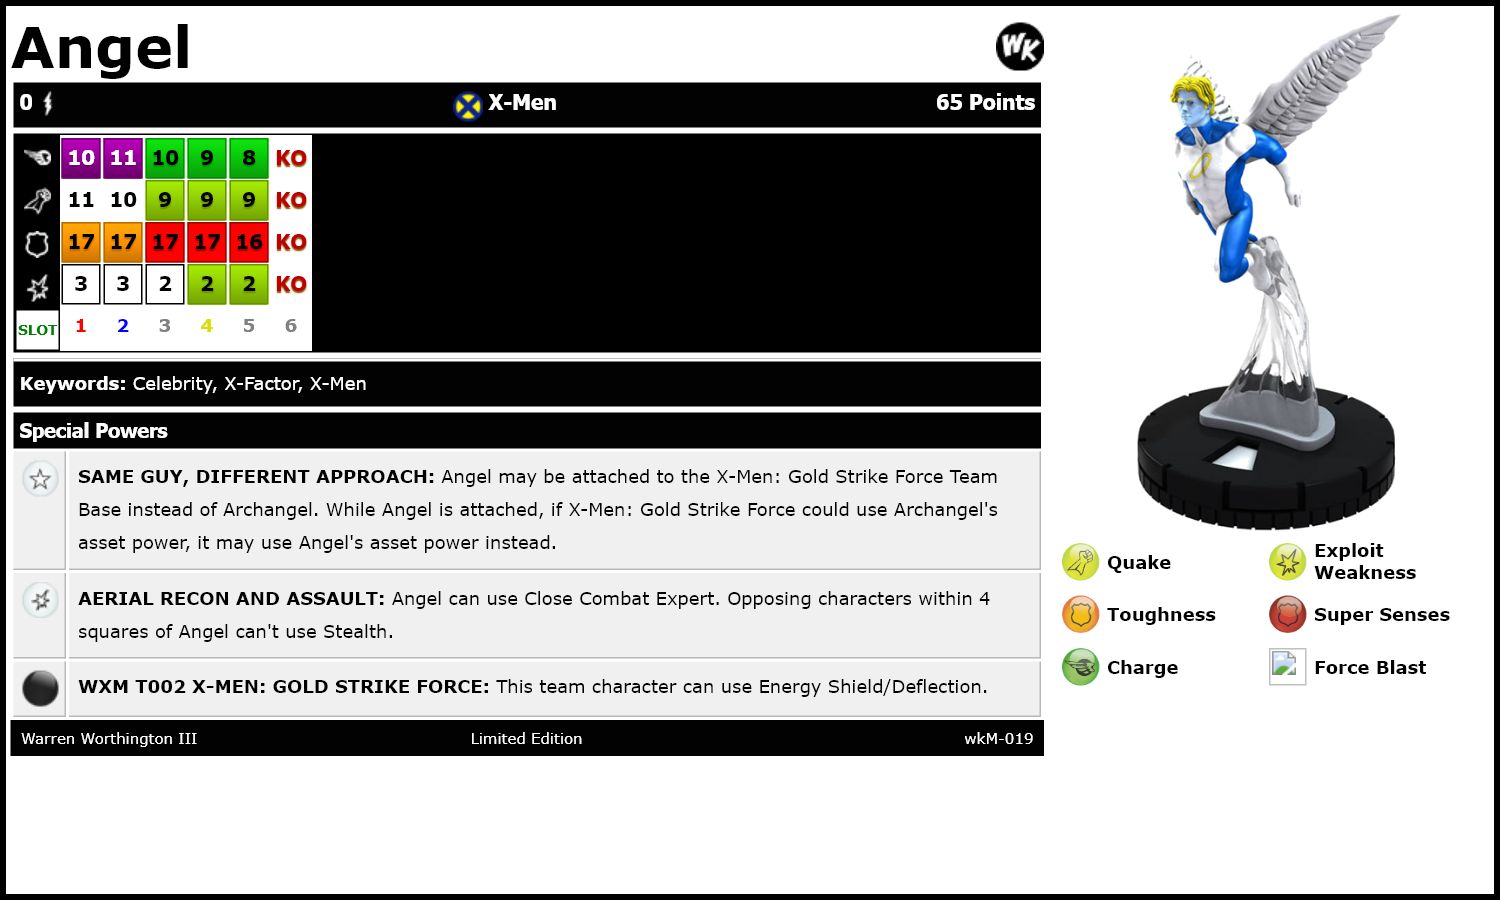 Angel
WK
0 X-Men 65 Points
10 11 10 9 8 KO
11 10 9 9 9 KO
17 17 17 17 16 KO
3 3 2 2 2 KO
SLOT 1 2 3 4 5 6
Keywords: Celebrity, X-Factor, X-Men
Special Powers
SAME GUY, DIFFERENT APPROACH: Angel may be attached to the X-Men: Gold Strike Force Team
Base instead of Archangel. While Angel is attached, if X-Men: Gold Strike Force could use Archangel's
asset power, it may use Angel's asset power instead.
AERIAL RECON AND ASSAULT: Angel can use Close Combat Expert. Opposing characters within 4
squares of Angel can't use Stealth.
WXM T002 X-MEN: GOLD STRIKE FORCE: This team character can use Energy Shield/Deflection.
Warren Worthington III Limited Edition wkM-019
Quake
Exploit
Weakness
Toughness
Super Senses
Charge
Force Blast